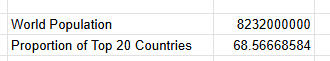 World Population 8232000000
Proportion of Top 20 Countries 68.56668584